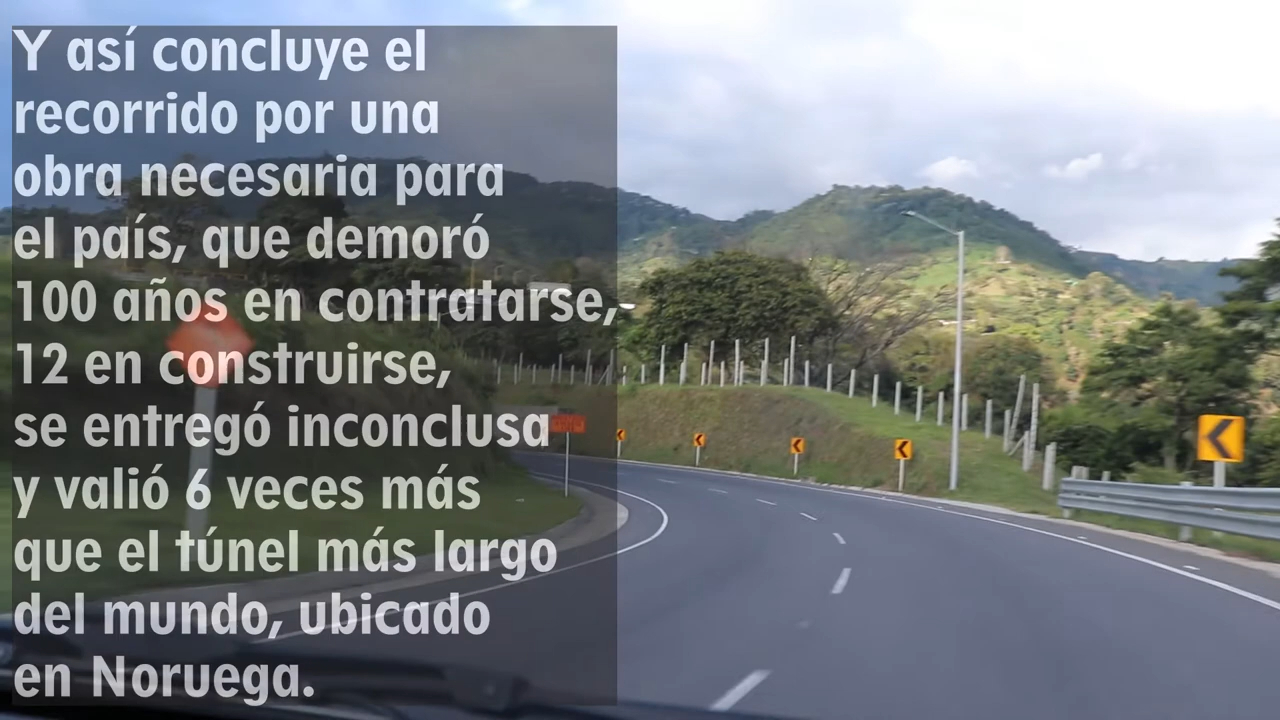 Y así concluye el
recorrido por una
obra necesaria para
el país, que demoró
100 años en contratarse,
12 en construirse,
se entregó inconclusa
y valió 6 veces más
que el túnel más largo
del mundo, ubicado
en Noruega.